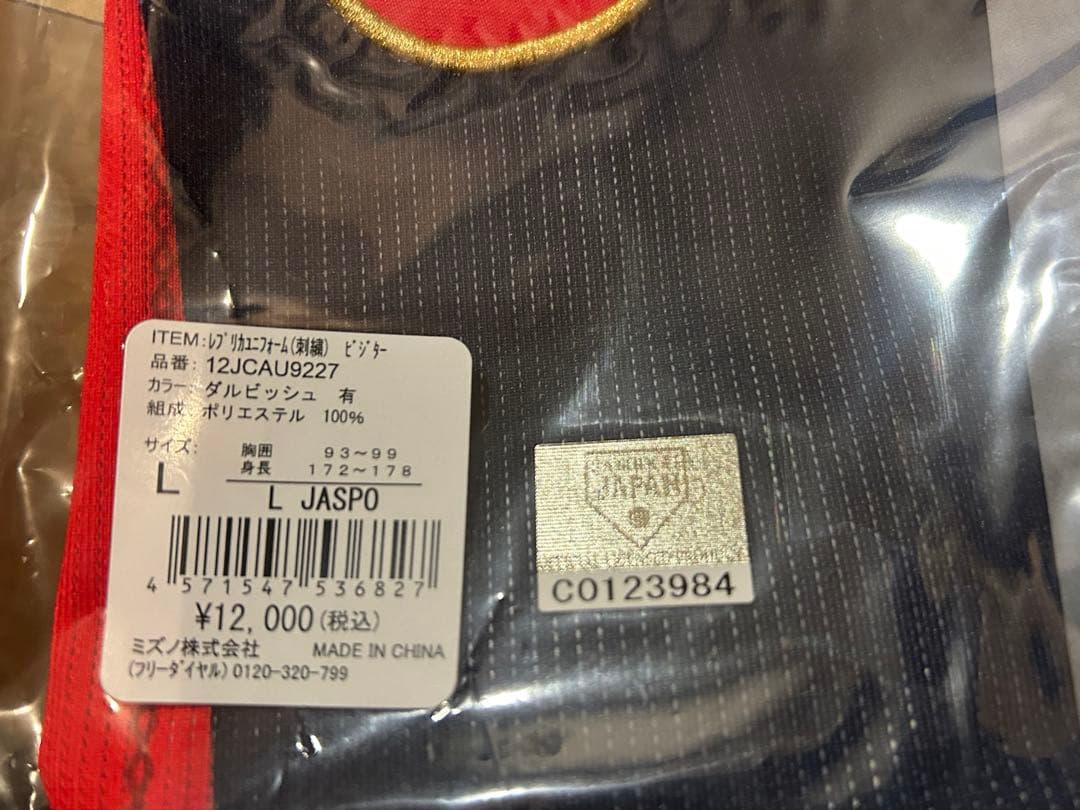 ITEM:ﾚﾌﾟﾘｶﾕﾆﾌｫｰﾑ(刺繍) ビジター
品番: 12JCAU9227
カラー: ダルビッシュ 有
組成: ポリエステル 100%
サイズ:
L
胸囲 93～99
身長 172～178
L JASPO
4 571547 536827
¥12,000(税込)
ミズノ株式会社 MADE IN CHINA
(フリーダイヤル) 0120-320-799
JAPAN
C0123984